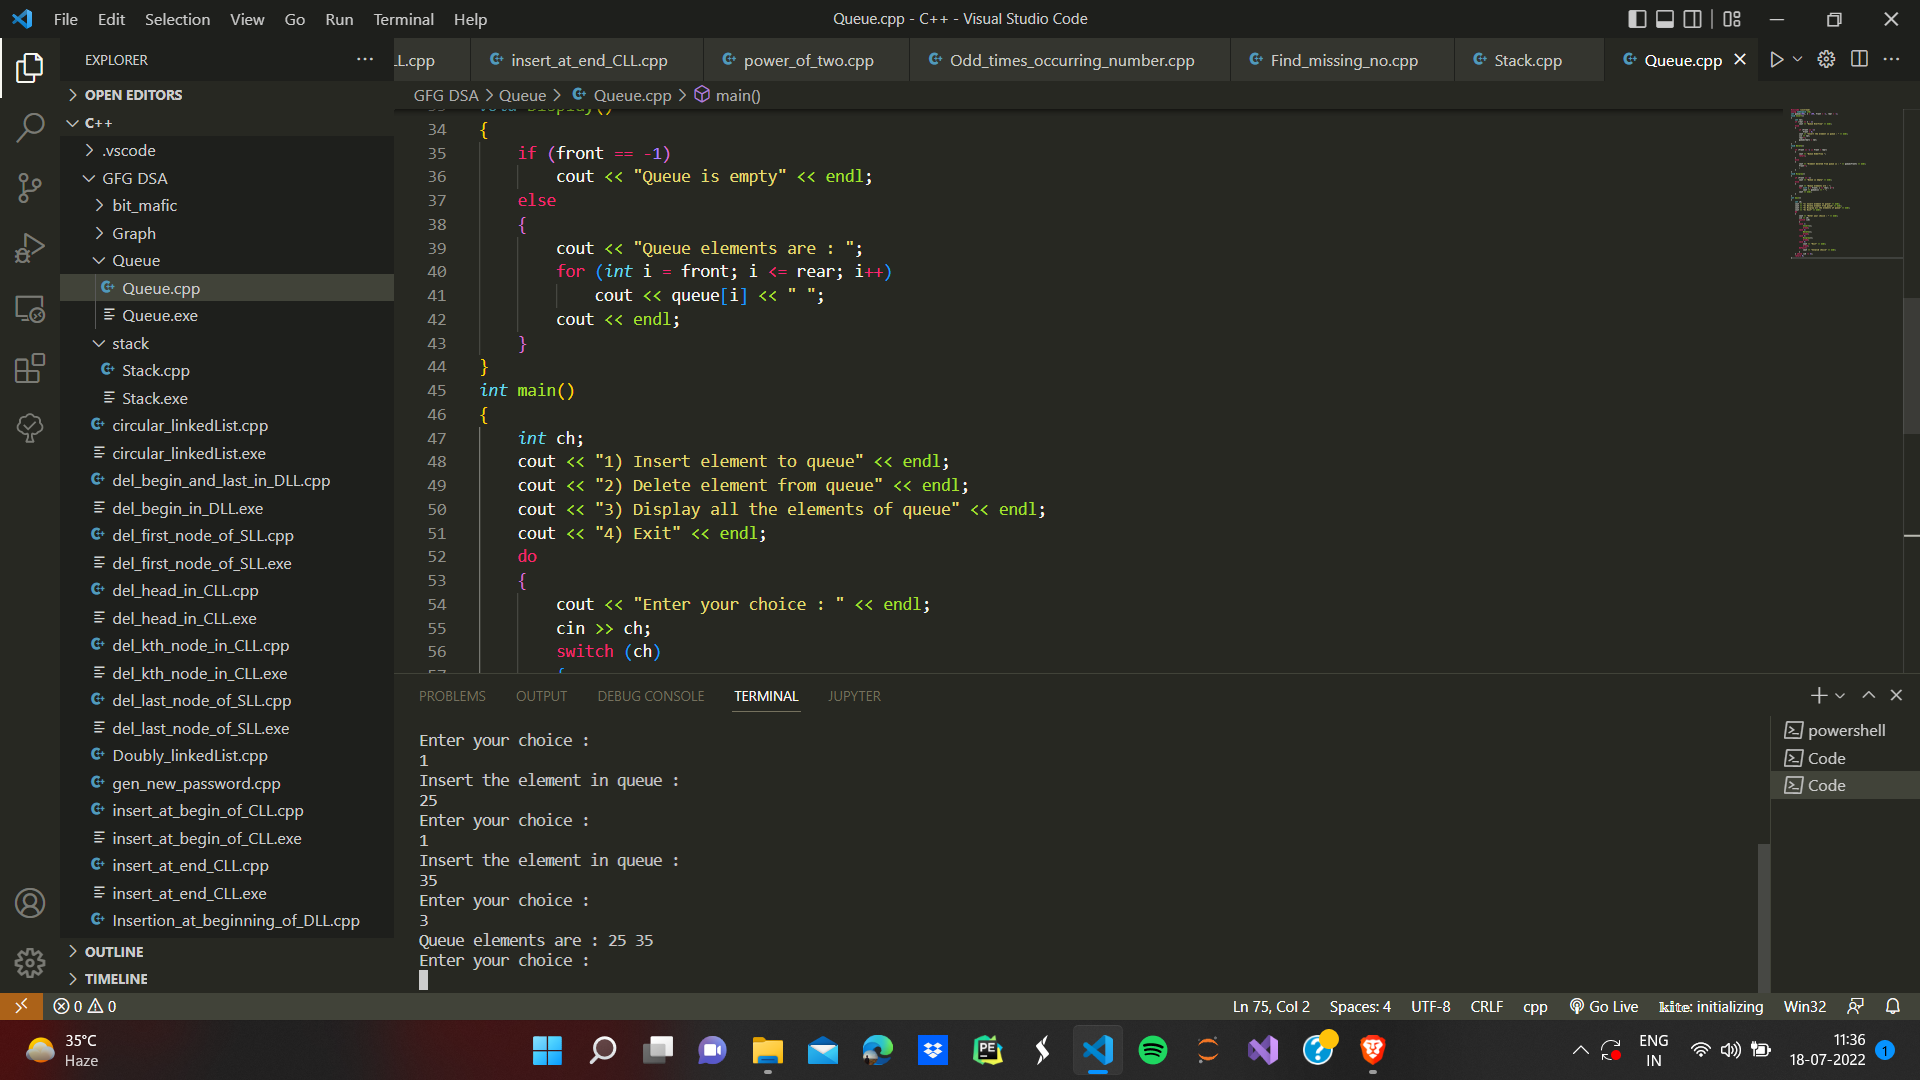 File Edit Selection View Go Run Terminal Help
Queue.cpp - C++ - Visual Studio Code
EXPLORER
LL.cpp
insert_at_end_CLL.cpp
power_of_two.cpp
Odd_times_occurring_number.cpp
Find_missing_no.cpp
Stack.cpp
Queue.cpp
OPEN EDITORS
C++
.vscode
GFG DSA
bit_mafic
Graph
Queue
Queue.cpp
Queue.exe
stack
Stack.cpp
Stack.exe
circular_linkedList.cpp
circular_linkedList.exe
del_begin_and_last_in_DLL.cpp
del_begin_in_DLL.exe
del_first_node_of_SLL.cpp
del_first_node_of_SLL.exe
del_head_in_CLL.cpp
del_head_in_CLL.exe
del_kth_node_in_CLL.cpp
del_kth_node_in_CLL.exe
del_last_node_of_SLL.cpp
del_last_node_of_SLL.exe
Doubly_linkedList.cpp
gen_new_password.cpp
insert_at_begin_of_CLL.cpp
insert_at_begin_of_CLL.exe
insert_at_end_CLL.cpp
insert_at_end_CLL.exe
Insertion_at_beginning_of_DLL.cpp
OUTLINE
TIMELINE
GFG DSA > Queue > Queue.cpp > main()
33 void Display()
34 {
35 if (front == -1)
36 cout << "Queue is empty" << endl;
37 else
38 {
39 cout << "Queue elements are : ";
40 for (int i = front; i <= rear; i++)
41 cout << queue[i] << " ";
42 cout << endl;
43 }
44 }
45 int main()
46 {
47 int ch;
48 cout << "1) Insert element to queue" << endl;
49 cout << "2) Delete element from queue" << endl;
50 cout << "3) Display all the elements of queue" << endl;
51 cout << "4) Exit" << endl;
52 do
53 {
54 cout << "Enter your choice : " << endl;
55 cin >> ch;
56 switch (ch)
57 {
PROBLEMS OUTPUT DEBUG CONSOLE TERMINAL JUPYTER
Enter your choice :
1
Insert the element in queue :
25
Enter your choice :
1
Insert the element in queue :
35
Enter your choice :
3
Queue elements are : 25 35
Enter your choice :
powershell
Code
Code
0 0
Ln 75, Col 2 Spaces: 4 UTF-8 CRLF cpp Go Live kite: initializing Win32
35°C
Haze
ENG
IN
11:36
18-07-2022
1